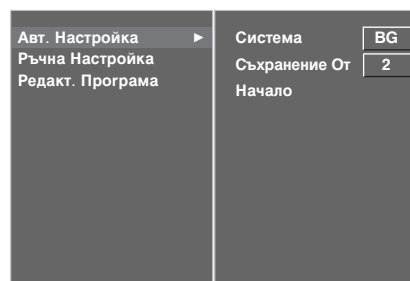 Авт. Настройка ►
Ръчна Настройка
Редакт. Програма
Система BG
Съхранение От 2
Начало